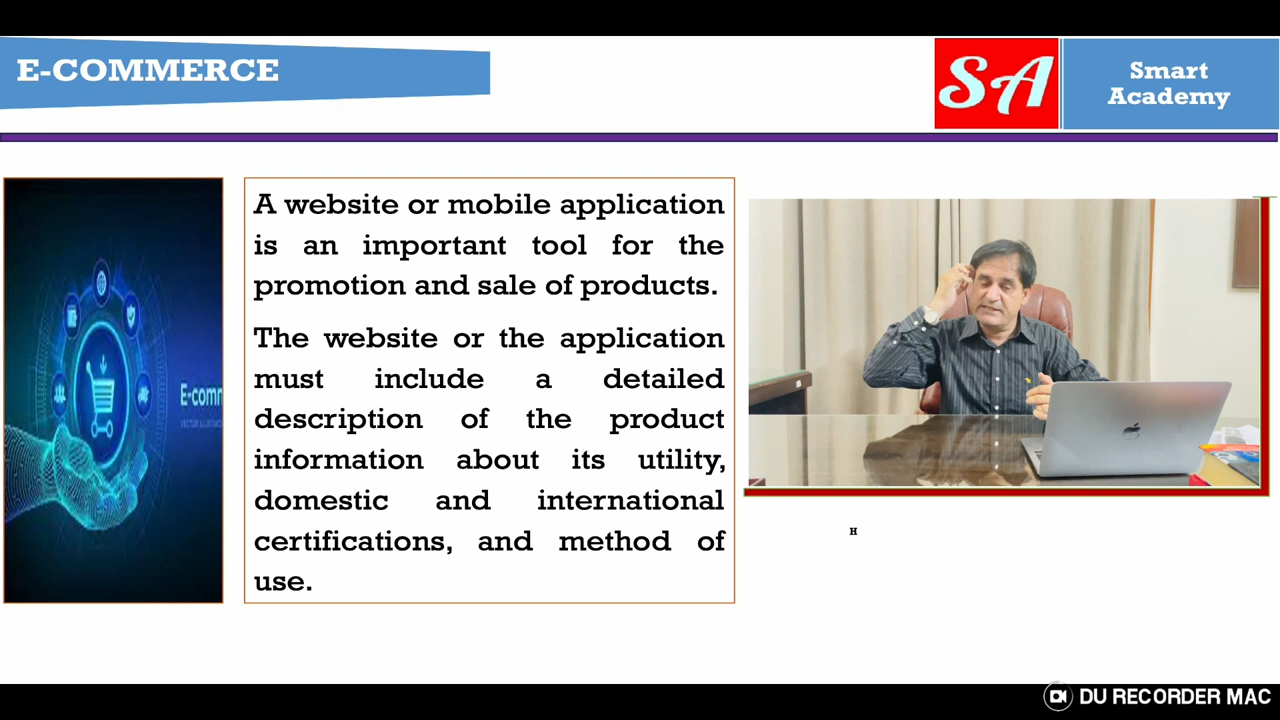 E-COMMERCE
SA
Smart
Academy
A website or mobile application
is an important tool for the
promotion and sale of products.
The website or the application
must include a detailed
description of the product
information about its utility,
domestic and international
certifications, and method of
use.
E-comm
H
DU RECORDER MAC